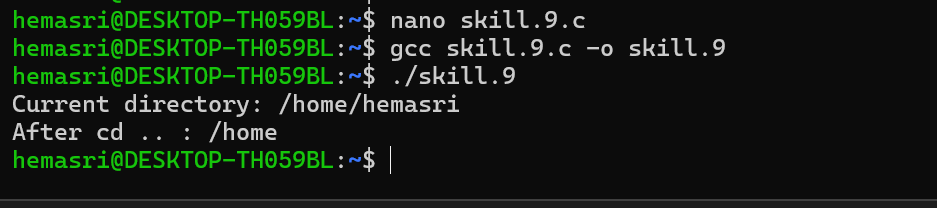 hemasri@DESKTOP-TH059BL:~$ nano skill.9.c
hemasri@DESKTOP-TH059BL:~$ gcc skill.9.c -o skill.9
hemasri@DESKTOP-TH059BL:~$ ./skill.9
Current directory: /home/hemasri
After cd .. : /home
hemasri@DESKTOP-TH059BL:~$